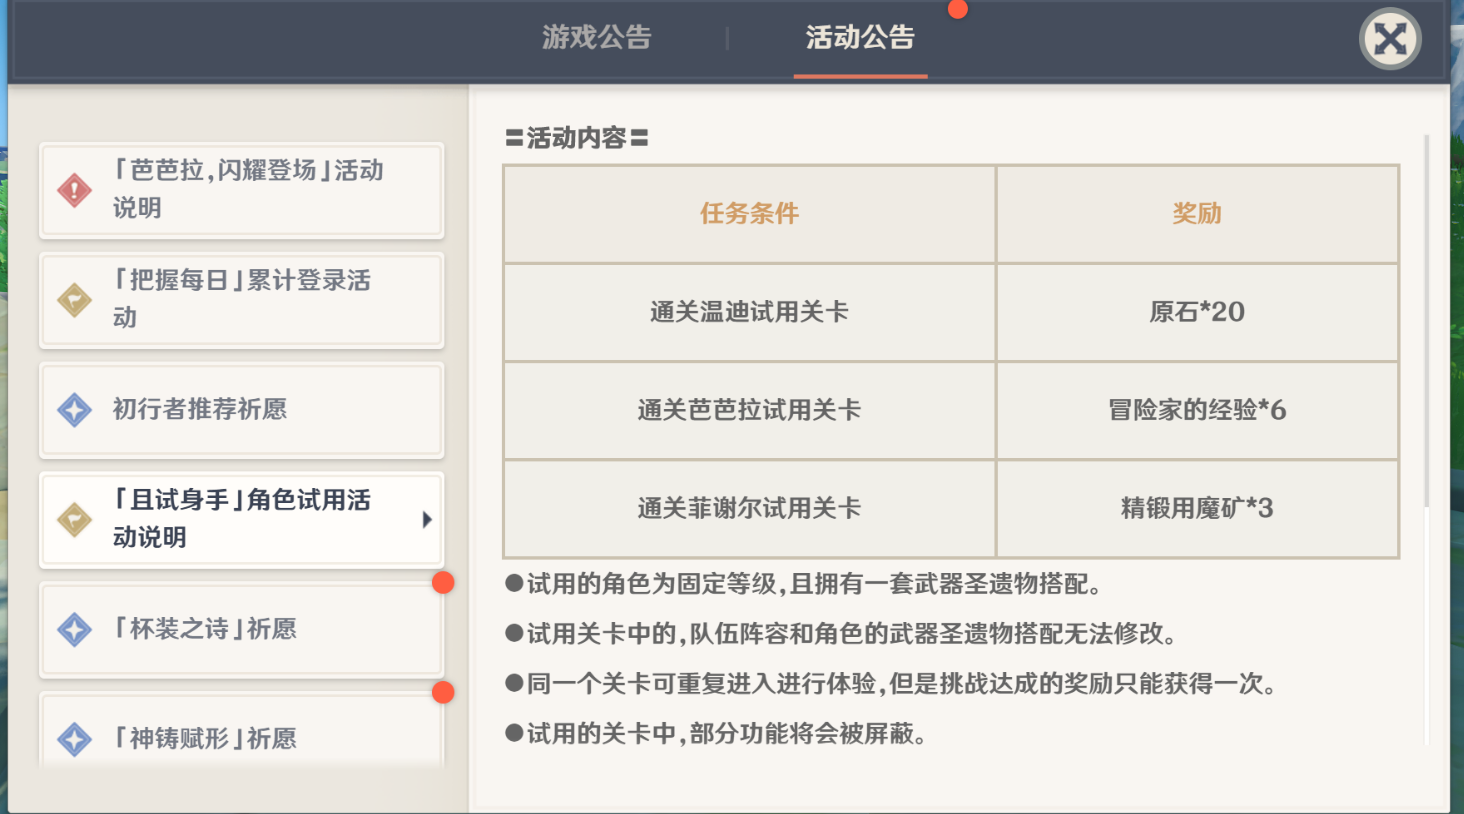 游戏公告
活动公告
「芭芭拉,闪耀登场」活动
说明
「把握每日」累计登录活
动
初行者推荐祈愿
「且试身手」角色试用活
动说明
「杯装之诗」祈愿
「神铸赋形」祈愿
〓活动内容〓
任务条件 奖励
通关温迪试用关卡 原石*20
通关芭芭拉试用关卡 冒险家的经验*6
通关菲谢尔试用关卡 精锻用魔矿*3
●试用的角色为固定等级,且拥有一套武器圣遗物搭配。
●试用关卡中的,队伍阵容和角色的武器圣遗物搭配无法修改。
●同一个关卡可重复进入进行体验,但是挑战达成的奖励只能获得一次。
●试用的关卡中,部分功能将会被屏蔽。